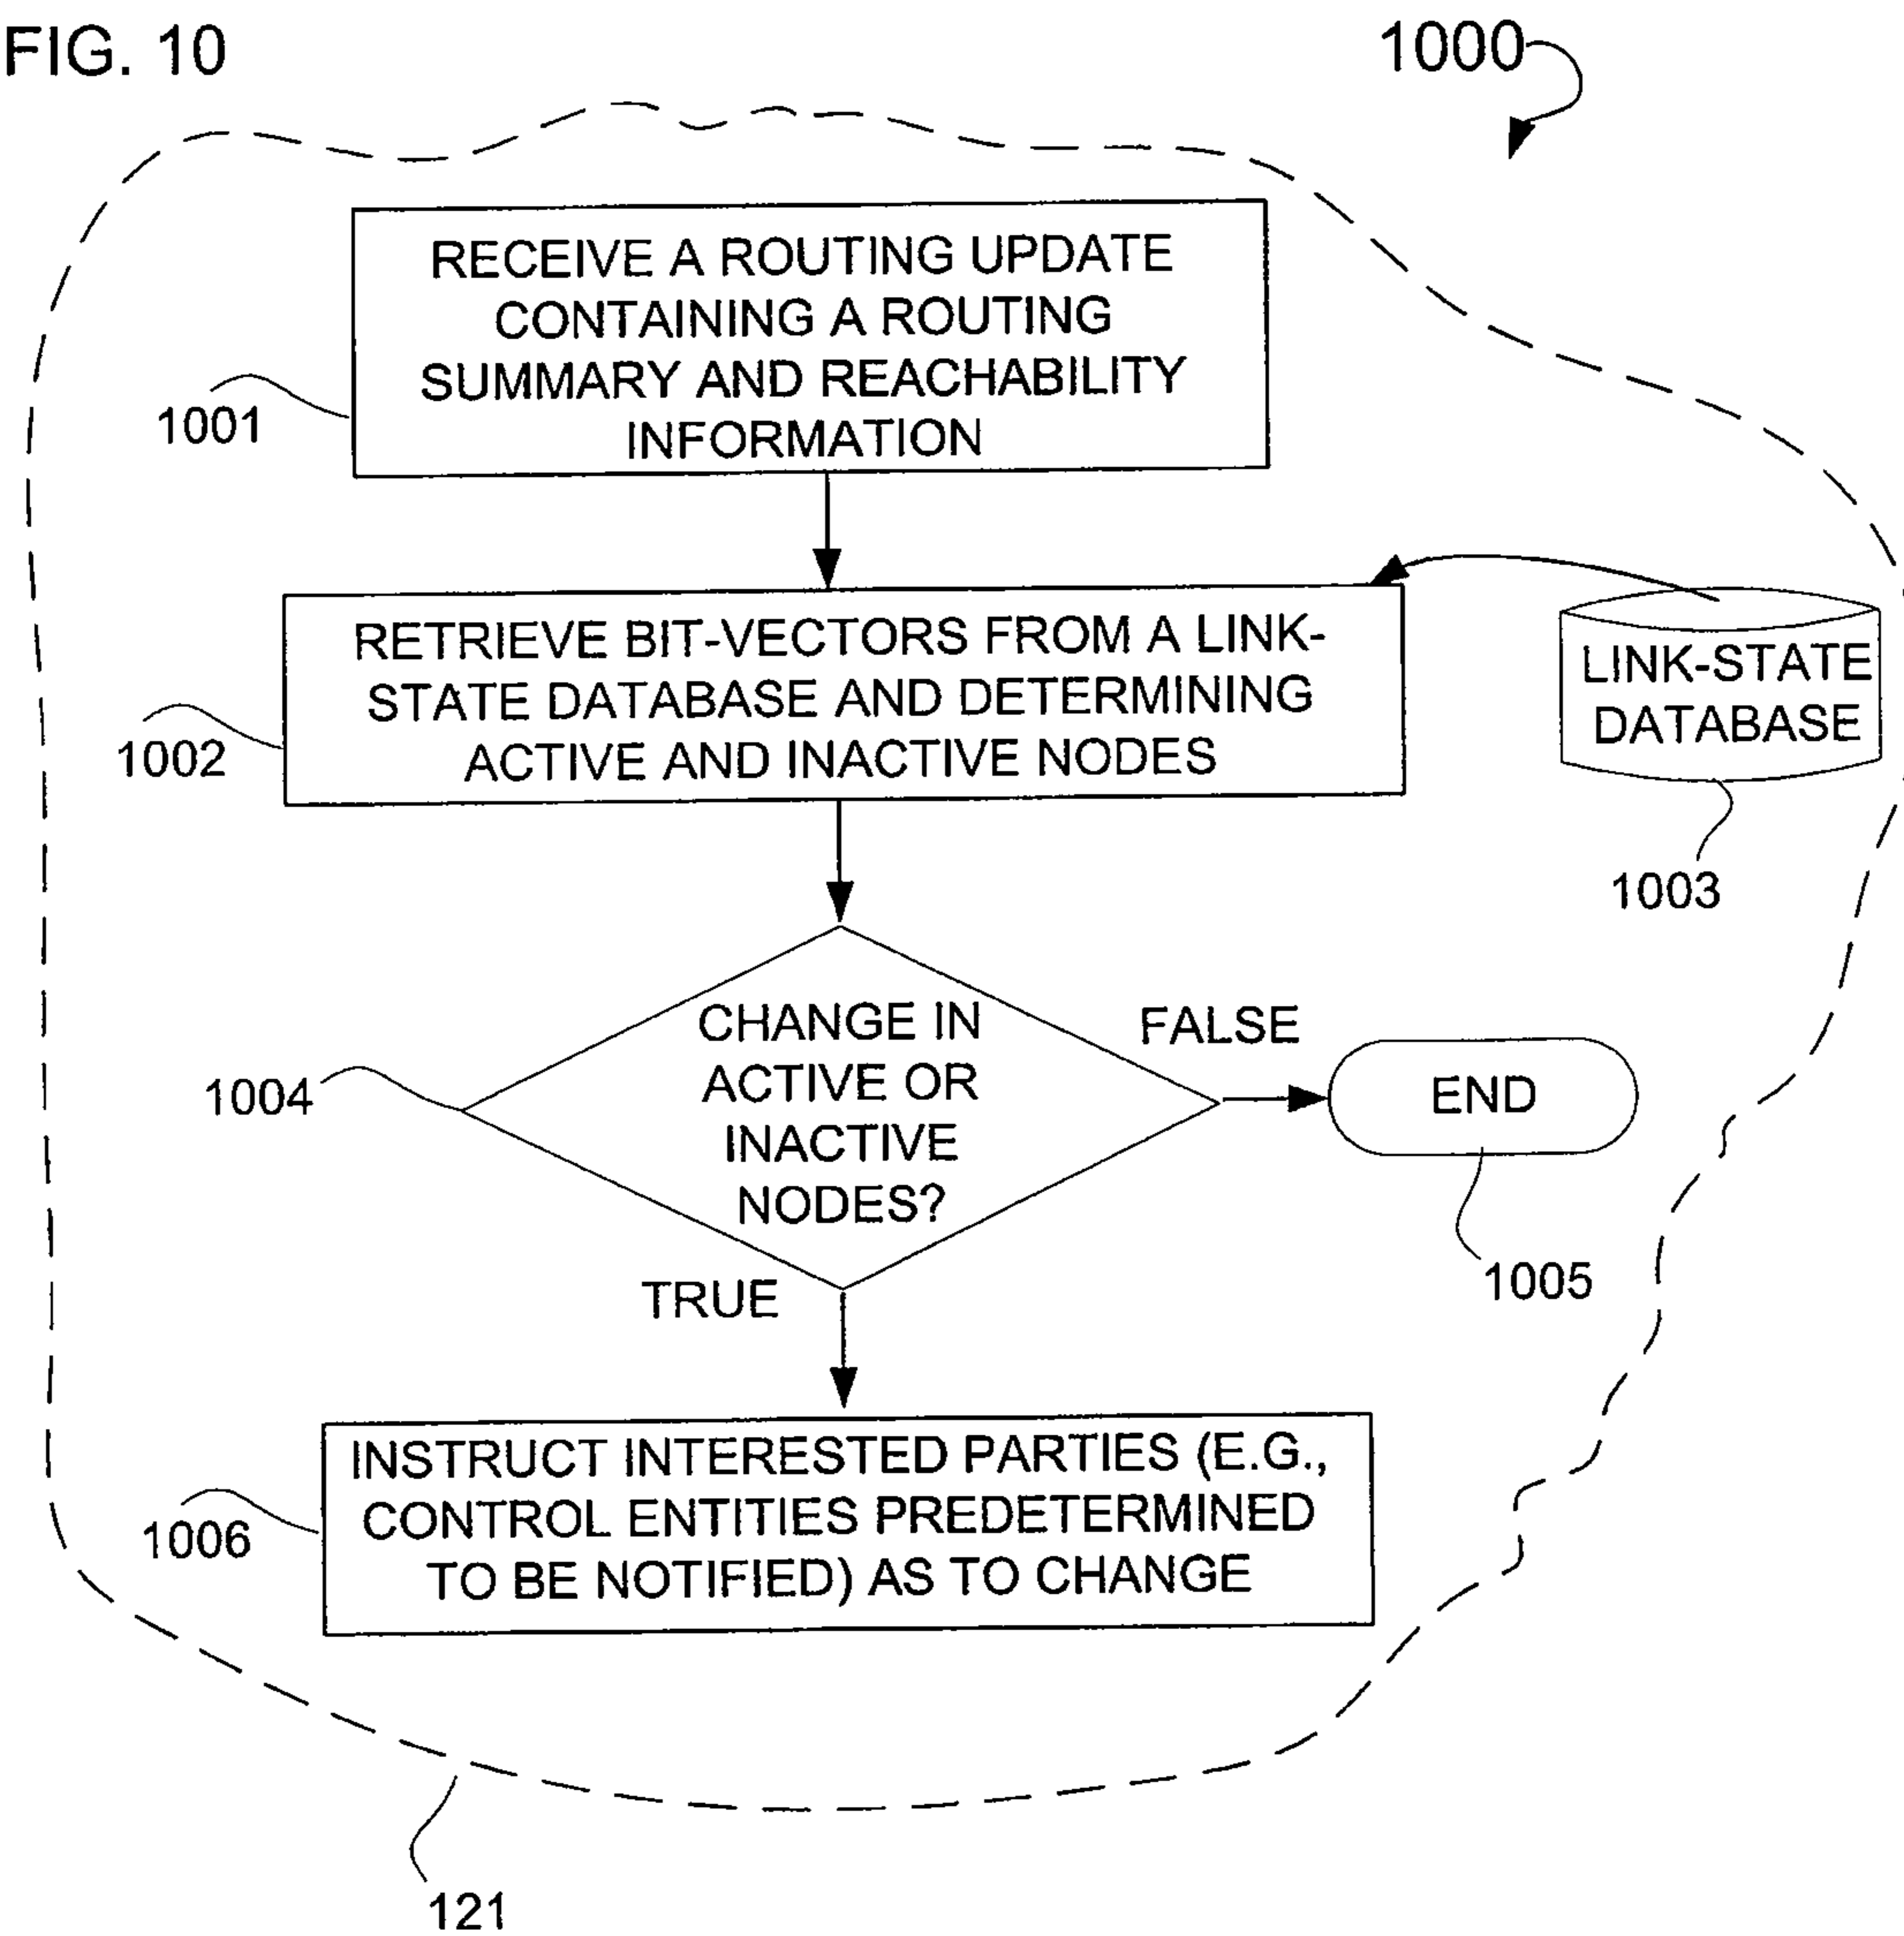 FIG. 10
1000
RECEIVE A ROUTING UPDATE
CONTAINING A ROUTING
SUMMARY AND REACHABILITY
INFORMATION
1001
RETRIEVE BIT-VECTORS FROM A LINK-
STATE DATABASE AND DETERMINING
ACTIVE AND INACTIVE NODES
1002
LINK-STATE
DATABASE
1003
CHANGE IN
ACTIVE OR
INACTIVE
NODES?
1004
FALSE
END
1005
TRUE
INSTRUCT INTERESTED PARTIES (E.G.,
CONTROL ENTITIES PREDETERMINED
TO BE NOTIFIED) AS TO CHANGE
1006
121